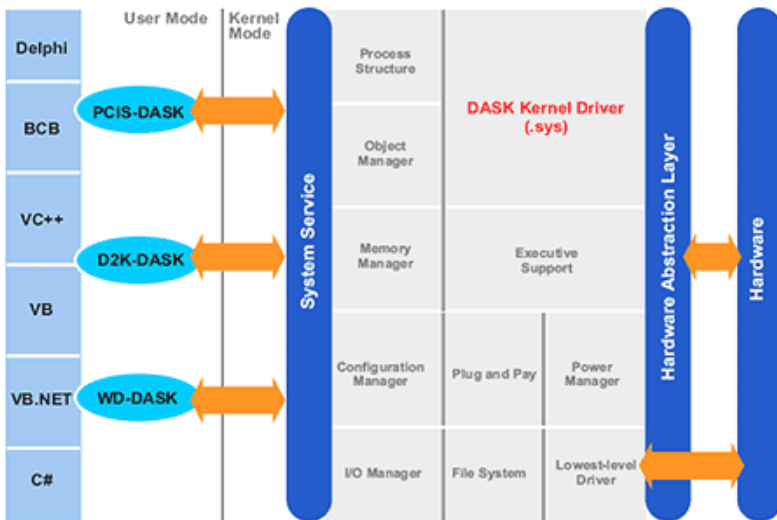 User Mode
Kernel
Mode
Delphi
BCB
VC++
VB
VB.NET
C#
PCIS-DASK
D2K-DASK
WD-DASK
System Service
Process
Structure
Object
Manager
Memory
Manager
Configuration
Manager
I/O Manager
DASK Kernel Driver
(.sys)
Executive
Support
Plug and Pay
Power
Manager
File System
Lowest-level
Driver
Hardware Abstraction Layer
Hardware